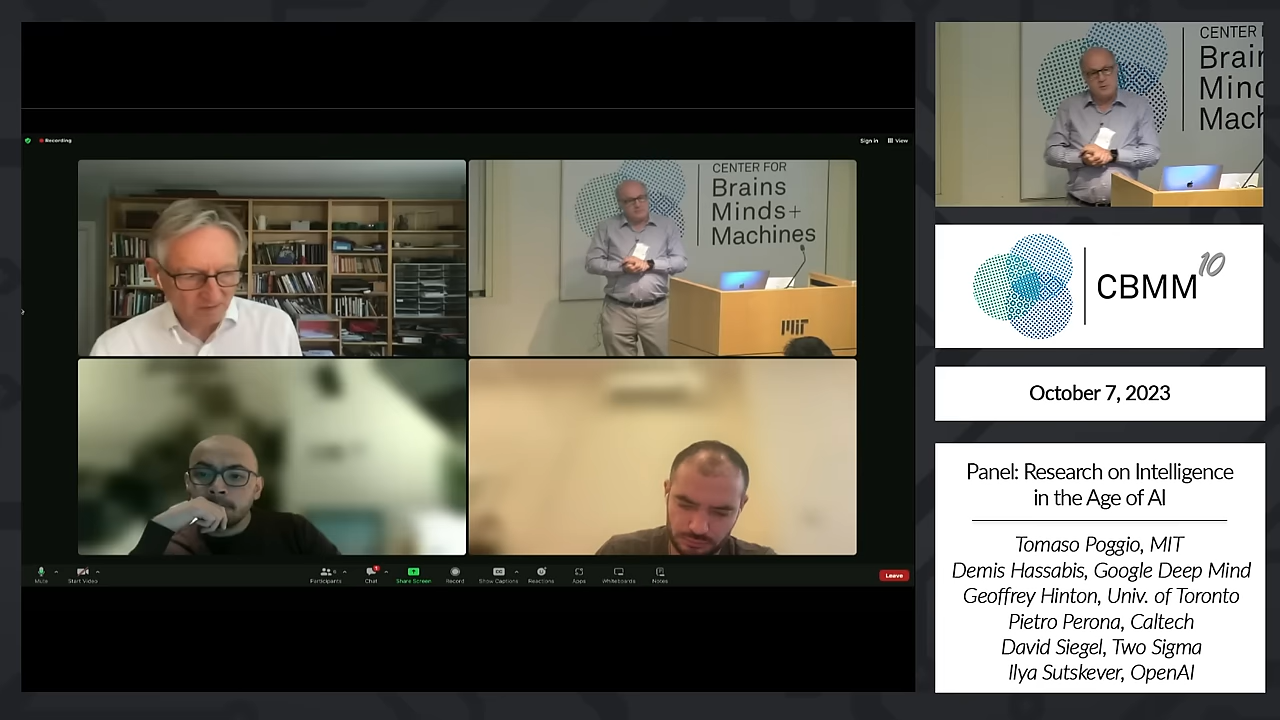 Recording
Sign in
View
CENTER FOR
Brains
Minds+
Machines
MIT
Mute
Start Video
Participants
Chat
Share Screen
Record
Show Captions
Reactions
Apps
Whiteboards
Notes
Leave
CENTER
Brain
Mind
Mach
CBMM10
October 7, 2023
Panel: Research on Intelligence
in the Age of AI
Tomaso Poggio, MIT
Demis Hassabis, Google Deep Mind
Geoffrey Hinton, Univ. of Toronto
Pietro Perona, Caltech
David Siegel, Two Sigma
Ilya Sutskever, OpenAI